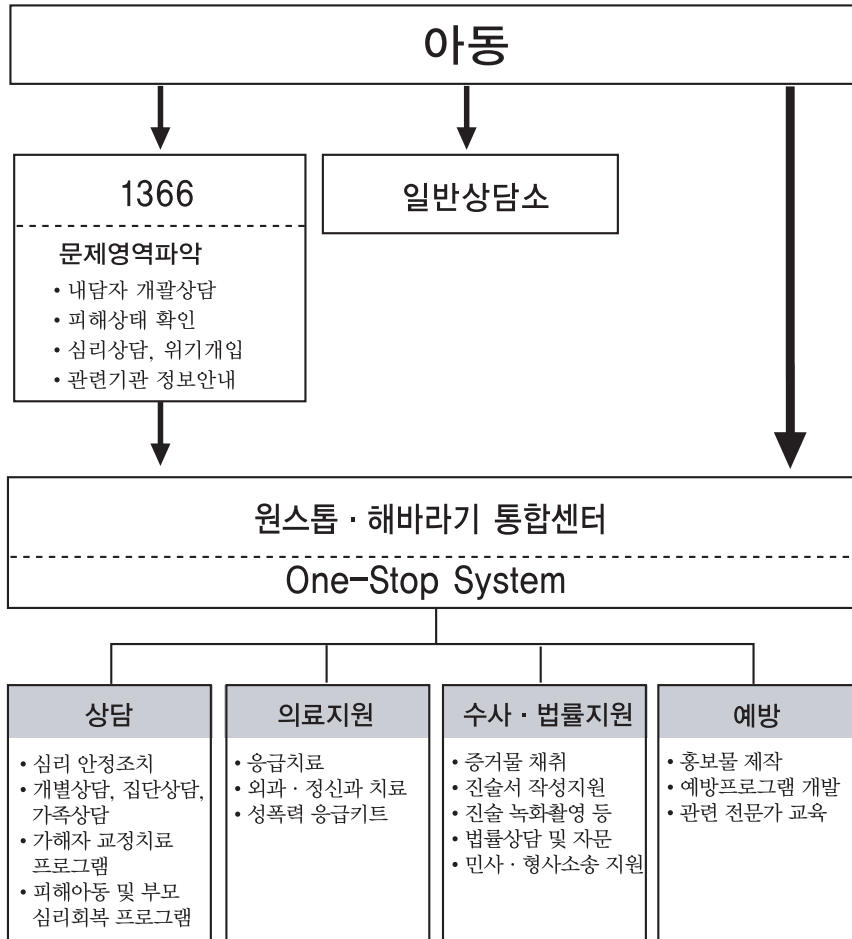 아동
1366
일반상담소
문제영역파악
• 내담자 개괄상담
• 피해상태 확인
• 심리상담, 위기개입
• 관련기관 정보안내
원스톱 · 해바라기 통합센터
One-Stop System
상담
• 심리 안정조치
• 개별상담, 집단상담,
가족상담
• 가해자 교정치료
프로그램
• 피해아동 및 부모
심리회복 프로그램
의료지원
• 응급치료
• 외과 · 정신과 치료
• 성폭력 응급키트
수사 · 법률지원
• 증거물 채취
• 진술서 작성지원
• 진술 녹화촬영 등
• 법률상담 및 자문
• 민사 · 형사소송 지원
예방
• 홍보물 제작
• 예방프로그램 개발
• 관련 전문가 교육